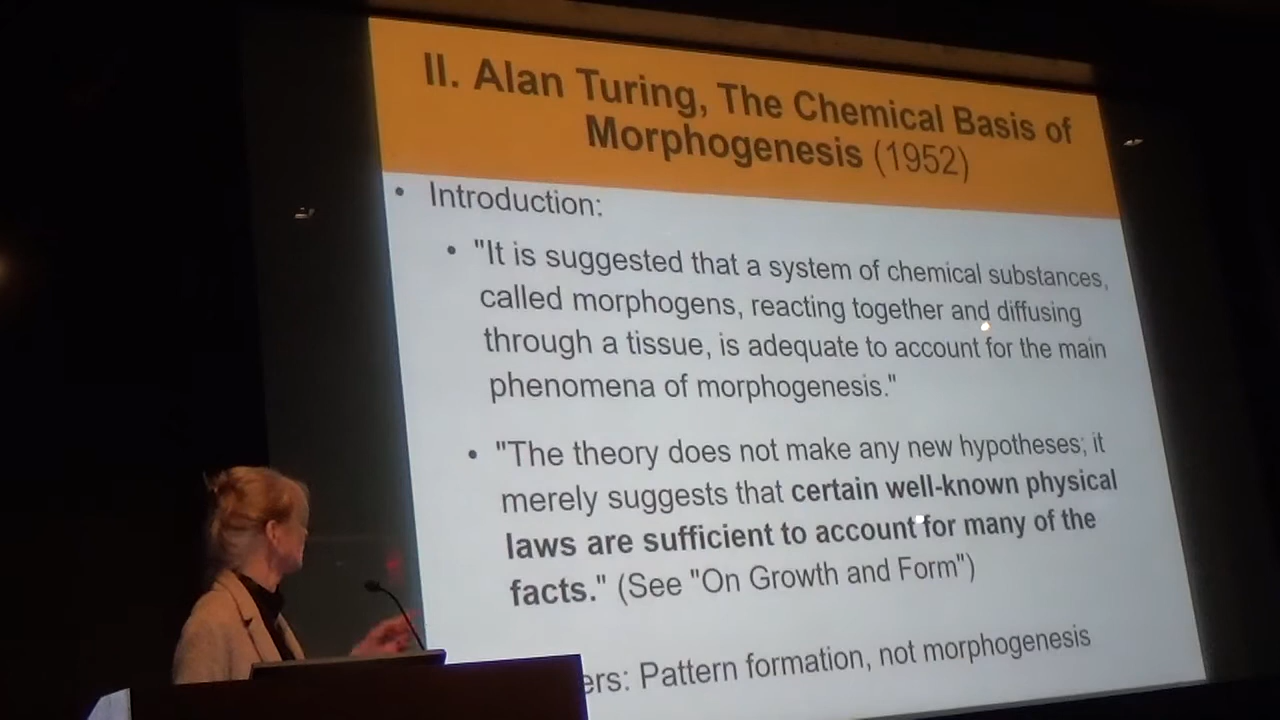 II. Alan Turing, The Chemical Basis of
Morphogenesis (1952)
• Introduction:
• "It is suggested that a system of chemical substances,
called morphogens, reacting together and diffusing
through a tissue, is adequate to account for the main
phenomena of morphogenesis."
• "The theory does not make any new hypotheses; it
merely suggests that certain well-known physical
laws are sufficient to account for many of the
facts." (See "On Growth and Form")
Pattern formation, not morphogenesis